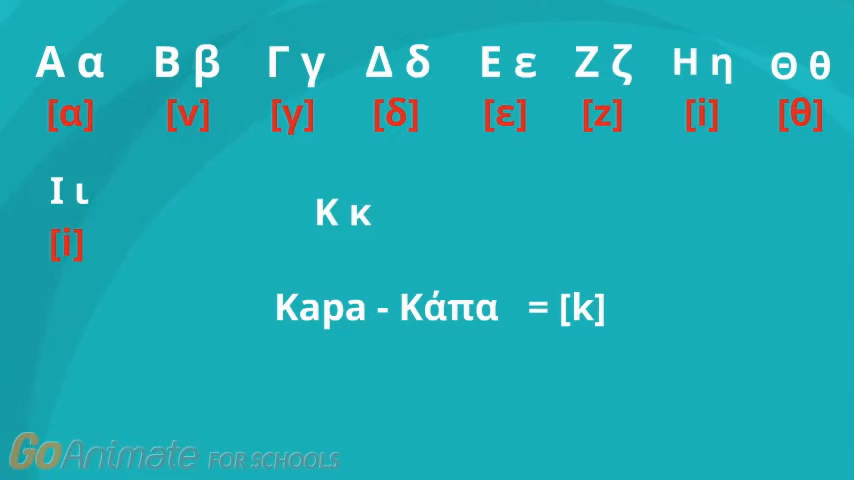 Α α Β β Γ γ Δ δ Ε ε Ζ ζ Η η Θ θ
[α] [v] [γ] [δ] [ε] [z] [i] [θ]
Ι ι
[i]
Κ κ
Kapa - Κάπα = [k]
GoAnimate FOR SCHOOLS